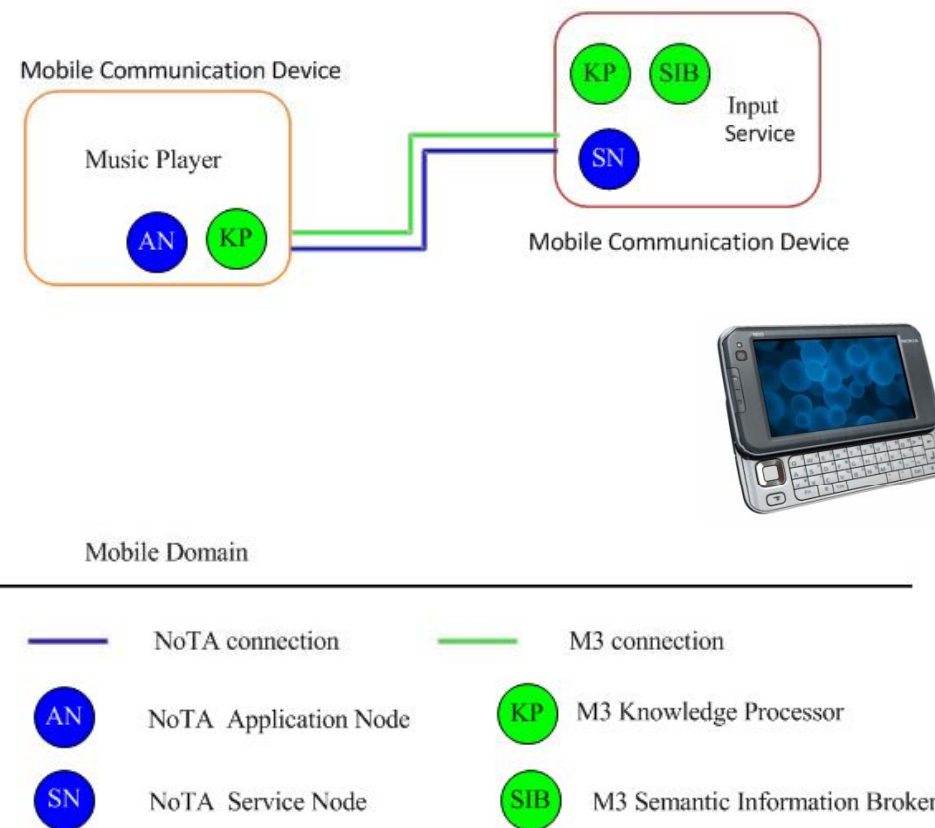 Mobile Communication Device
Music Player
AN
KP
KP
SIB
Input
Service
SN
Mobile Communication Device
NOKIA
Mobile Domain
NoTA connection
M3 connection
AN
NoTA Application Node
KP
M3 Knowledge Processor
SN
NoTA Service Node
SIB
M3 Semantic Information Broker